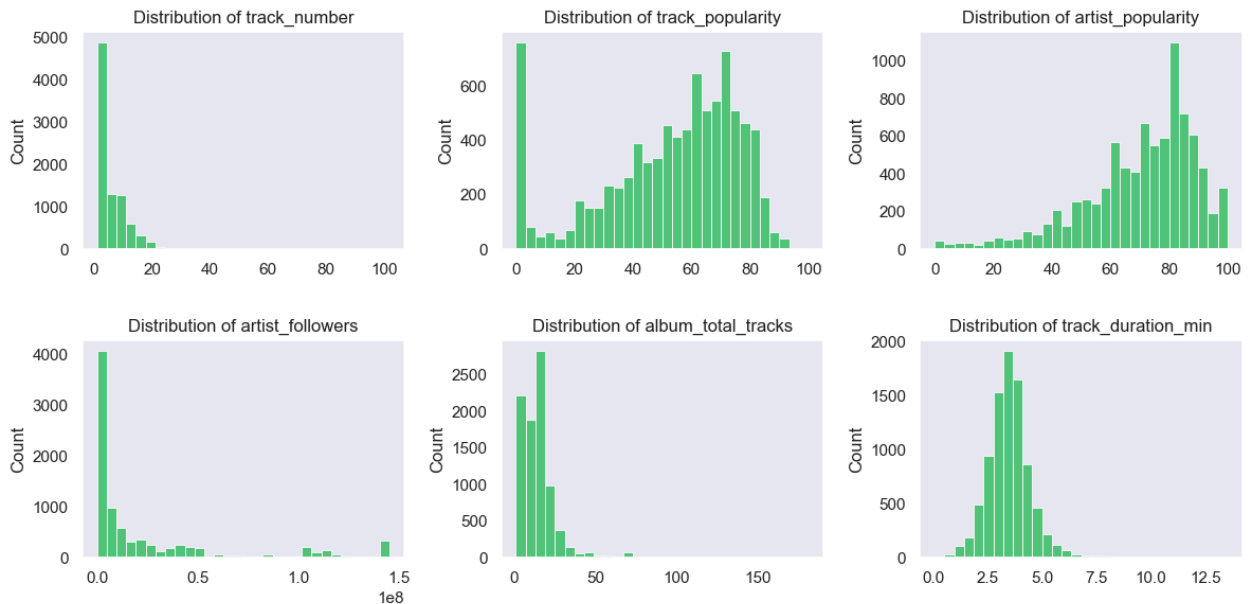 Distribution of track_number
Distribution of track_popularity
Distribution of artist_popularity
Count
5000
4000
3000
2000
1000
0
0 20 40 60 80 100
Count
600
400
200
0
0 20 40 60 80 100
Count
1000
800
600
400
200
0
0 20 40 60 80 100
Distribution of artist_followers
Distribution of album_total_tracks
Distribution of track_duration_min
Count
4000
3000
2000
1000
0
0.0 0.5 1.0 1.5
1e8
Count
2500
2000
1500
1000
500
0
0 50 100 150
Count
2000
1500
1000
500
0
0.0 2.5 5.0 7.5 10.0 12.5